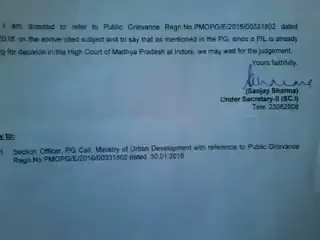 I am directed to refer to Public Grievance Regn.No.PMOPG/E/2016/00331802 dated
2016 on the above cited subject and to say that as mentioned in the PG, since a PIL is already
for decision in the High Court of Madhya Pradesh at Indore, we may wait for the judgement.
Yours faithfully,
(Sanjay Sharma)
Under Secretary-II (SC.I)
Tele: 23062908
y to:
Section Officer, PG Cell, Ministry of Urban Development with reference to Public Grievance
Regn.No.PMOPG/E/2016/00331802 dated 30.01.2016